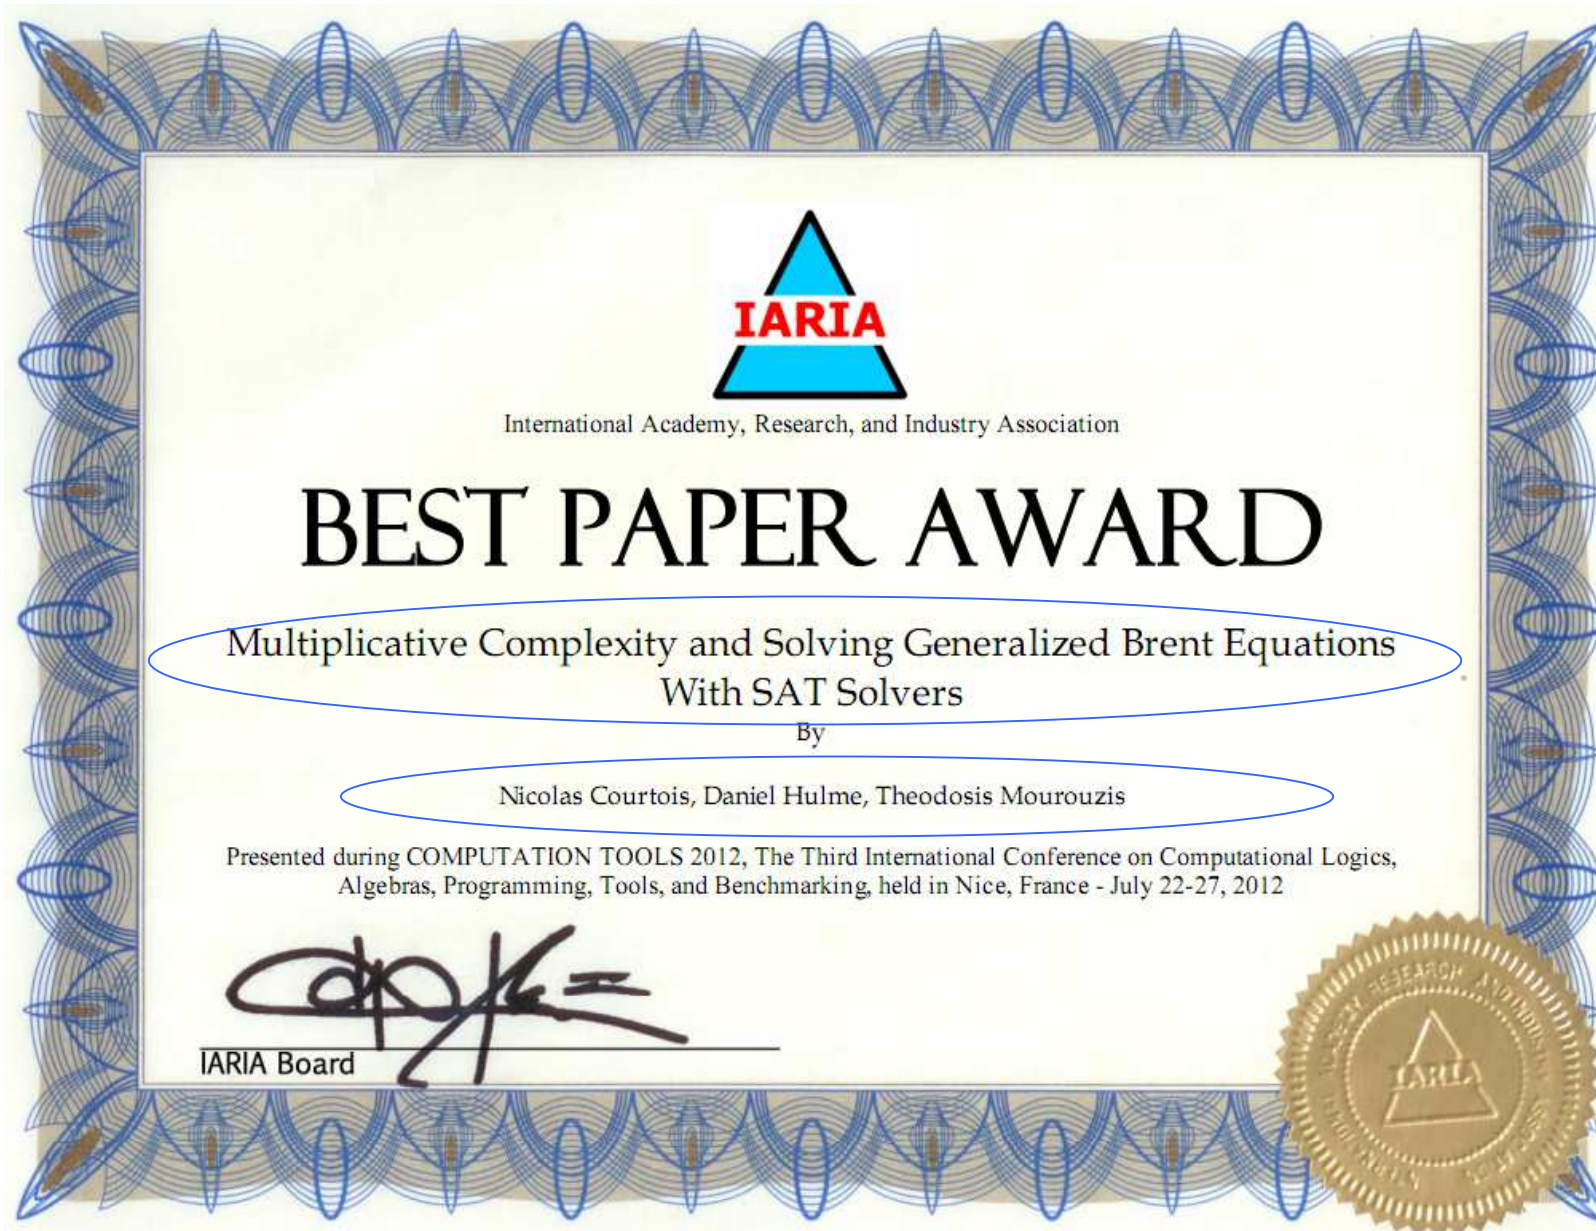 IARIA
International Academy, Research, and Industry Association
BEST PAPER AWARD
Multiplicative Complexity and Solving Generalized Brent Equations
With SAT Solvers
By
Nicolas Courtois, Daniel Hulme, Theodosis Mourouzis
Presented during COMPUTATION TOOLS 2012, The Third International Conference on Computational Logics,
Algebras, Programming, Tools, and Benchmarking, held in Nice, France - July 22-27, 2012
IARIA Board
RESEARCH
IARIA